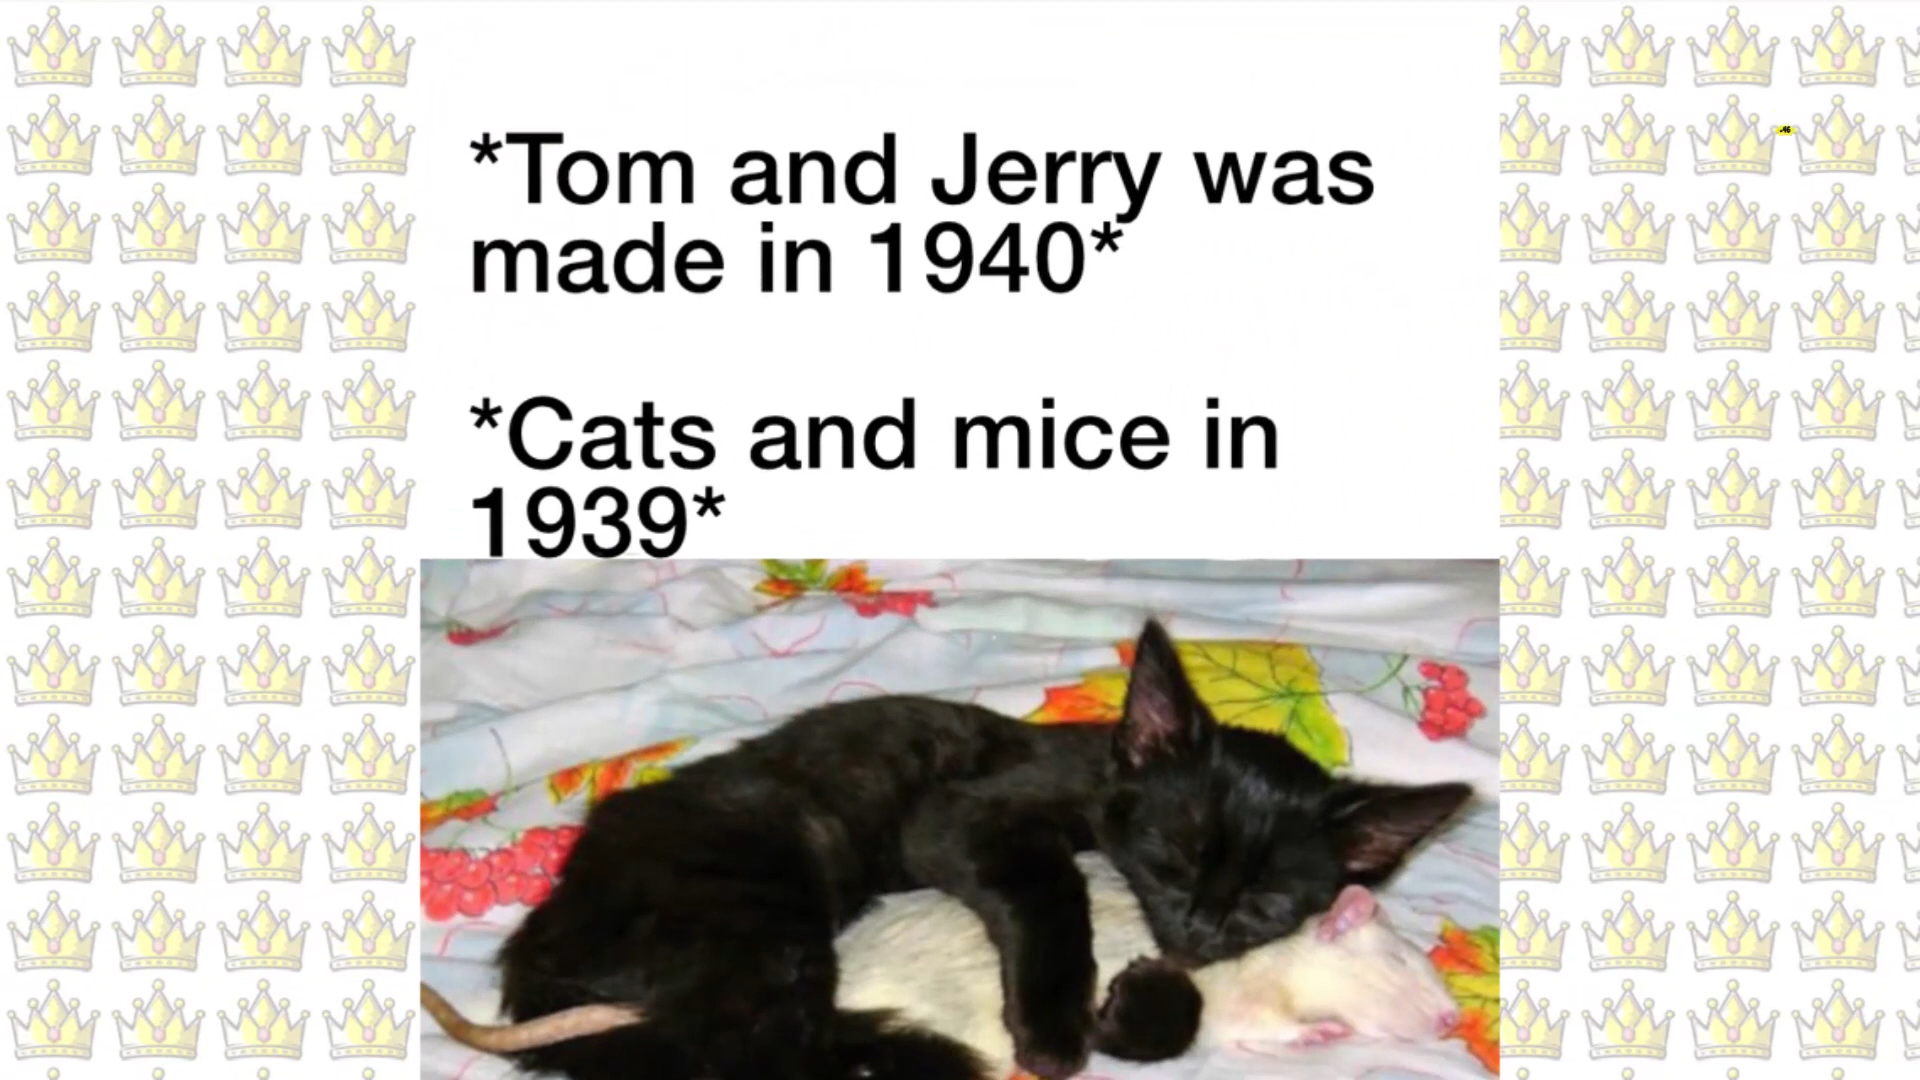 *Tom and Jerry was
made in 1940*
*Cats and mice in
1939*